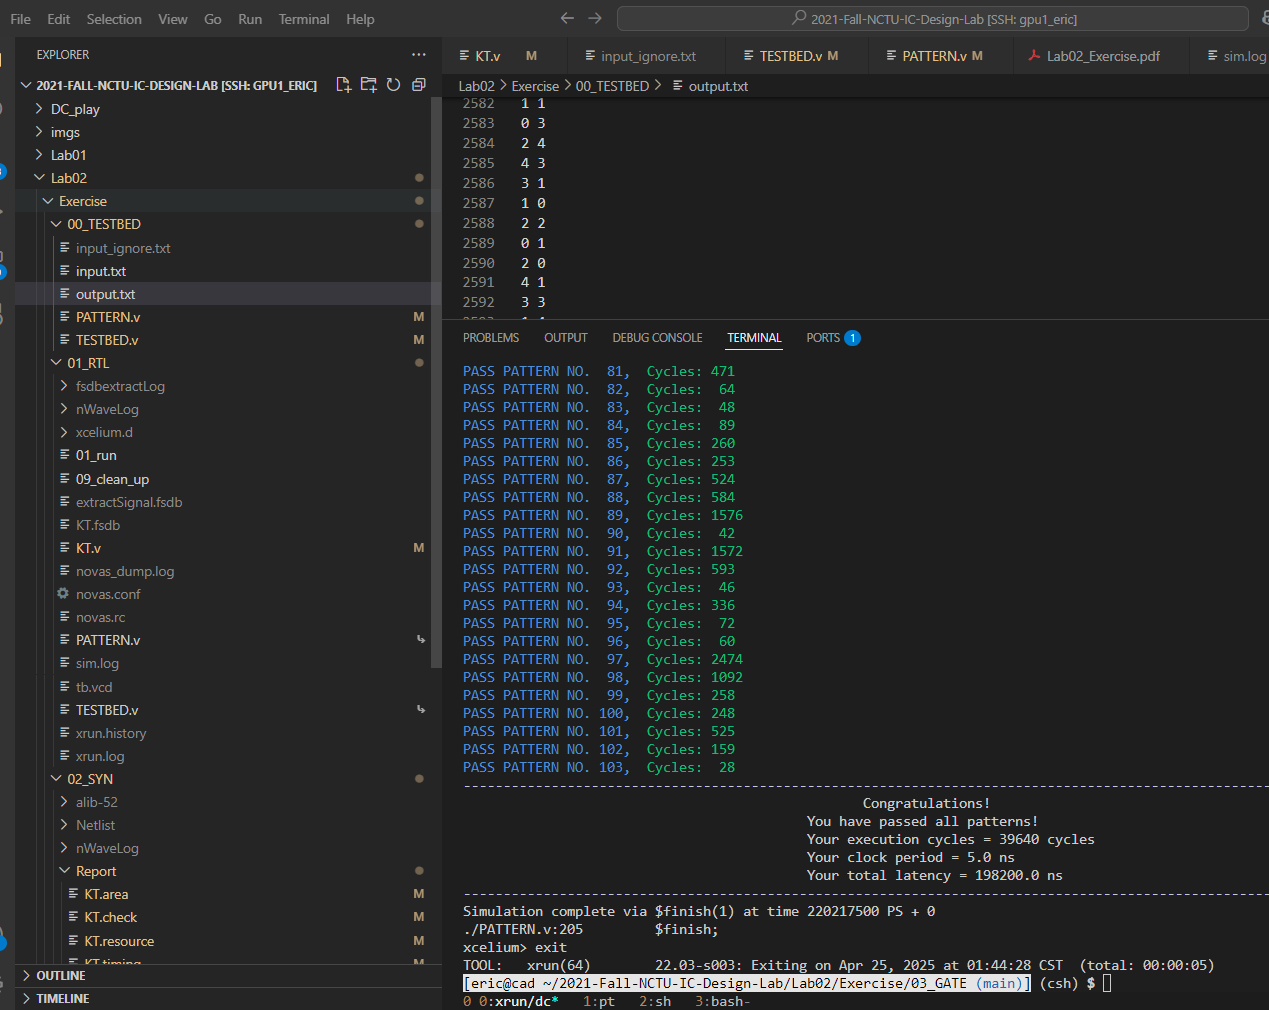 File Edit Selection View Go Run Terminal Help
2021-Fall-NCTU-IC-Design-Lab [SSH: gpu1_eric]
EXPLORER
2021-FALL-NCTU-IC-DESIGN-LAB [SSH: GPU1_ERIC]
DC_play
imgs
Lab01
Lab02
Exercise
00_TESTBED
input_ignore.txt
input.txt
output.txt
PATTERN.v M
TESTBED.v M
01_RTL
fsdbextractLog
nWaveLog
xcelium.d
01_run
09_clean_up
extractSignal.fsdb
KT.fsdb
KT.v M
novas_dump.log
novas.conf
novas.rc
PATTERN.v
sim.log
tb.vcd
TESTBED.v
xrun.history
xrun.log
02_SYN
alib-52
Netlist
nWaveLog
Report
KT.area M
KT.check M
KT.resource M
KT.timing M
OUTLINE
TIMELINE
KT.v M input_ignore.txt TESTBED.v M PATTERN.v M Lab02_Exercise.pdf sim.log
Lab02 > Exercise > 00_TESTBED > output.txt
2582 1 1
2583 0 3
2584 2 4
2585 4 3
2586 3 1
2587 1 0
2588 2 2
2589 0 1
2590 2 0
2591 4 1
2592 3 3
PROBLEMS OUTPUT DEBUG CONSOLE TERMINAL PORTS 1
PASS PATTERN NO. 81, Cycles: 471
PASS PATTERN NO. 82, Cycles: 64
PASS PATTERN NO. 83, Cycles: 48
PASS PATTERN NO. 84, Cycles: 89
PASS PATTERN NO. 85, Cycles: 260
PASS PATTERN NO. 86, Cycles: 253
PASS PATTERN NO. 87, Cycles: 524
PASS PATTERN NO. 88, Cycles: 584
PASS PATTERN NO. 89, Cycles: 1576
PASS PATTERN NO. 90, Cycles: 42
PASS PATTERN NO. 91, Cycles: 1572
PASS PATTERN NO. 92, Cycles: 593
PASS PATTERN NO. 93, Cycles: 46
PASS PATTERN NO. 94, Cycles: 336
PASS PATTERN NO. 95, Cycles: 72
PASS PATTERN NO. 96, Cycles: 60
PASS PATTERN NO. 97, Cycles: 2474
PASS PATTERN NO. 98, Cycles: 1092
PASS PATTERN NO. 99, Cycles: 258
PASS PATTERN NO. 100, Cycles: 248
PASS PATTERN NO. 101, Cycles: 525
PASS PATTERN NO. 102, Cycles: 159
PASS PATTERN NO. 103, Cycles: 28
Congratulations!
You have passed all patterns!
Your execution cycles = 39640 cycles
Your clock period = 5.0 ns
Your total latency = 198200.0 ns
Simulation complete via $finish(1) at time 220217500 PS + 0
./PATTERN.v:205 $finish;
xcelium> exit
TOOL: xrun(64) 22.03-s003: Exiting on Apr 25, 2025 at 01:44:28 CST (total: 00:00:05)
[eric@cad ~/2021-Fall-NCTU-IC-Design-Lab/Lab02/Exercise/03_GATE (main)] (csh) $
0 0:xrun/dc* 1:pt 2:sh 3:bash-